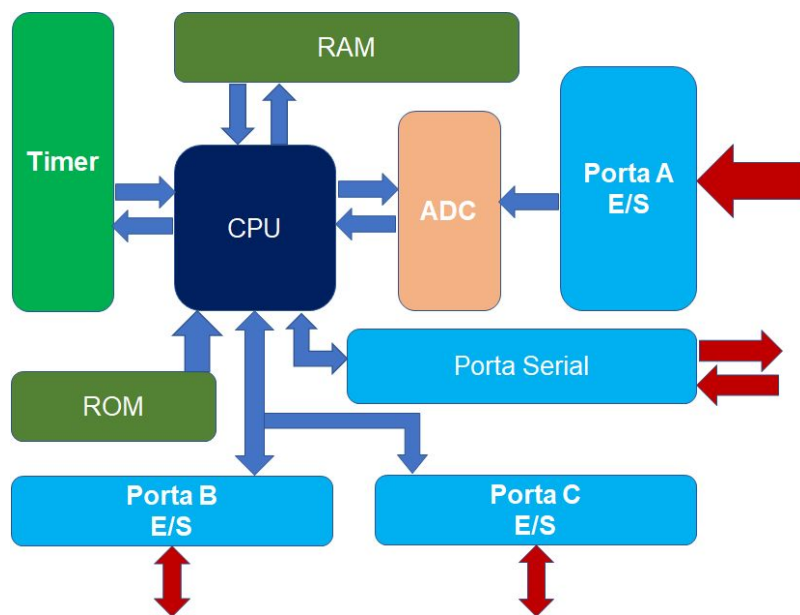 RAM
Timer
CPU
ADC
Porta A
E/S
Porta Serial
ROM
Porta B
E/S
Porta C
E/S